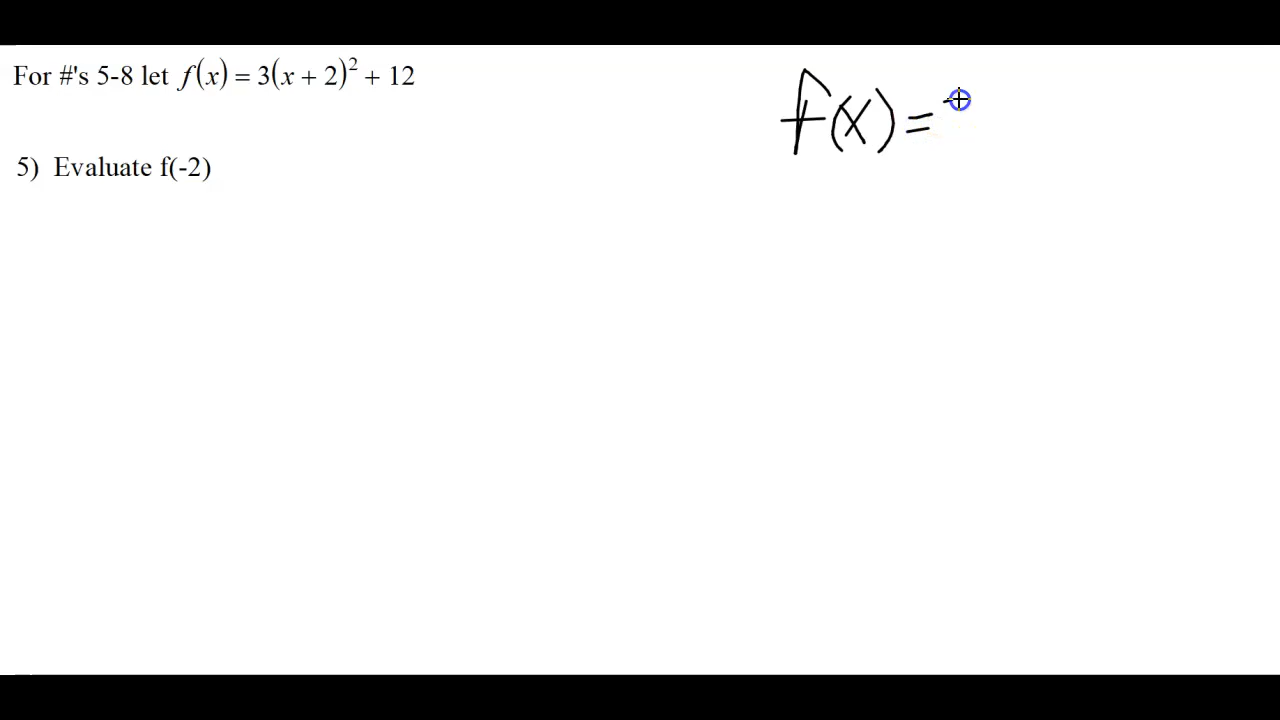 For #'s 5-8 let f(x) = 3(x + 2)² + 12
f(x)=
5) Evaluate f(-2)